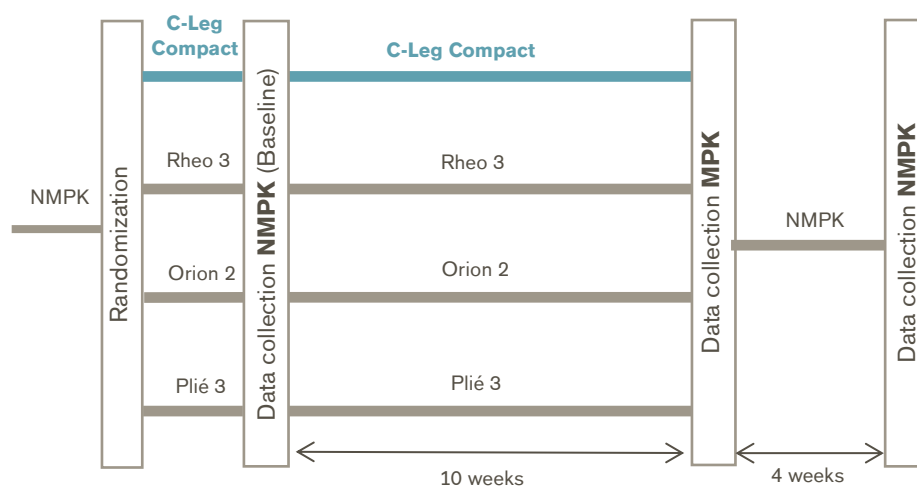 C-Leg
Compact
C-Leg Compact
NMPK
Randomization
Rheo 3
Orion 2
Plié 3
Data collection NMPK (Baseline)
Rheo 3
Orion 2
Plié 3
10 weeks
Data collection MPK
NMPK
4 weeks
Data collection NMPK